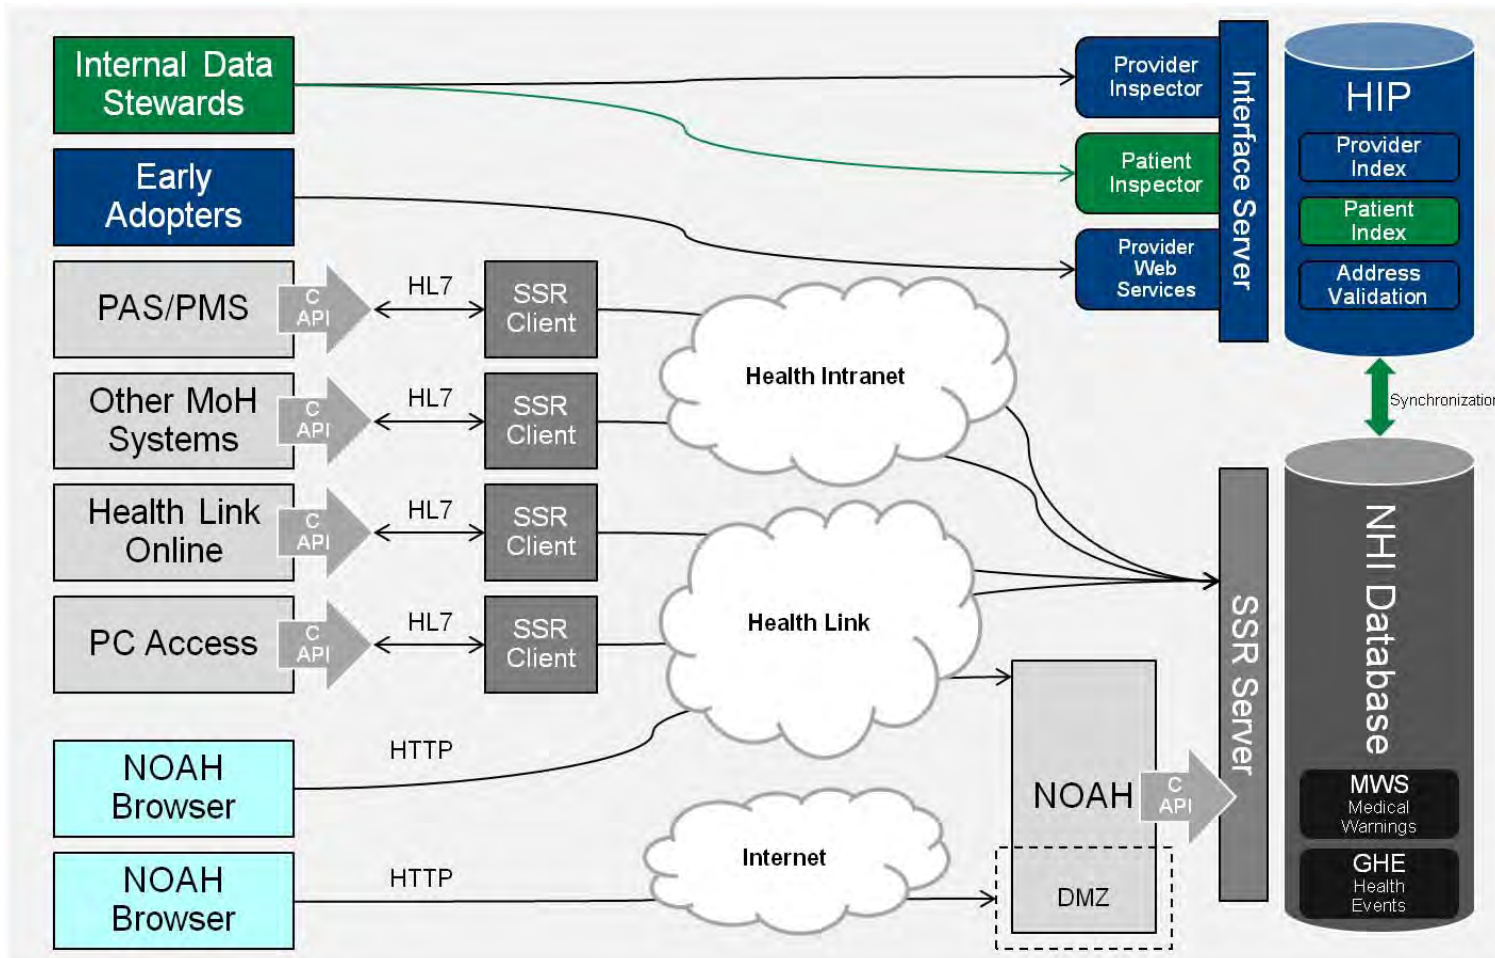 Internal Data
Stewards
Early
Adopters
PAS/PMS
C
API
HL7
SSR
Client
Other MoH
Systems
C
API
HL7
SSR
Client
Health Link
Online
C
API
HL7
SSR
Client
PC Access
C
API
HL7
SSR
Client
NOAH
Browser
HTTP
NOAH
Browser
HTTP
Health Intranet
Health Link
Internet
NOAH
C
API
DMZ
Provider
Inspector
Patient
Inspector
Provider
Web
Services
Interface Server
HIP
Provider
Index
Patient
Index
Address
Validation
Synchronization
SSR Server
NHI Database
MWS
Medical
Warnings
GHE
Health
Events